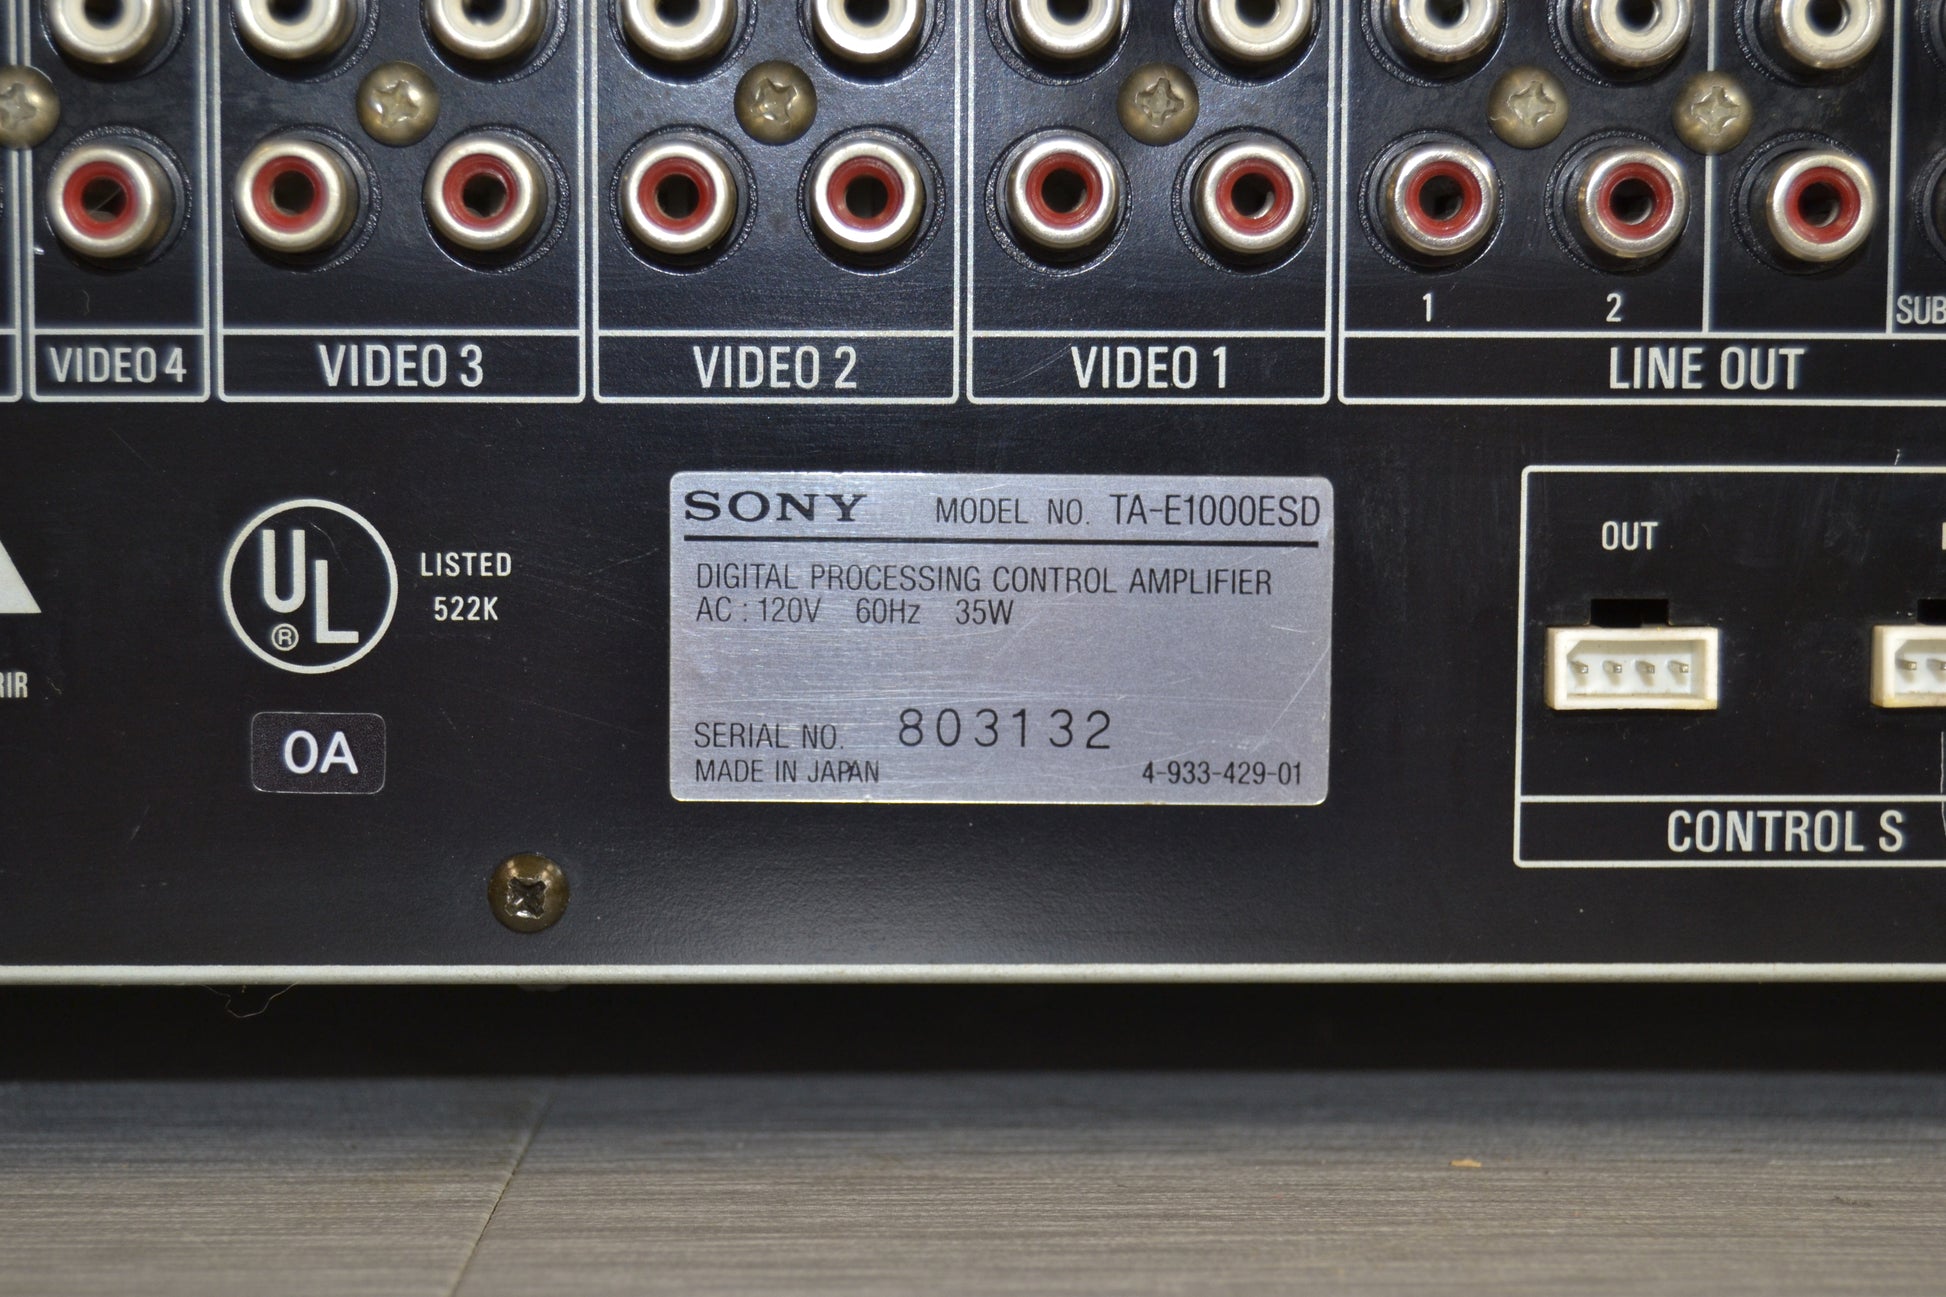 1 2
SUB
VIDEO 4 VIDEO 3 VIDEO 2 VIDEO 1 LINE OUT
SONY MODEL NO. TA-E1000ESD
DIGITAL PROCESSING CONTROL AMPLIFIER
AC : 120V 60Hz 35W
SERIAL NO. 803132
MADE IN JAPAN 4-933-429-01
UL
®
LISTED
522K
RIR
OA
OUT
CONTROL S